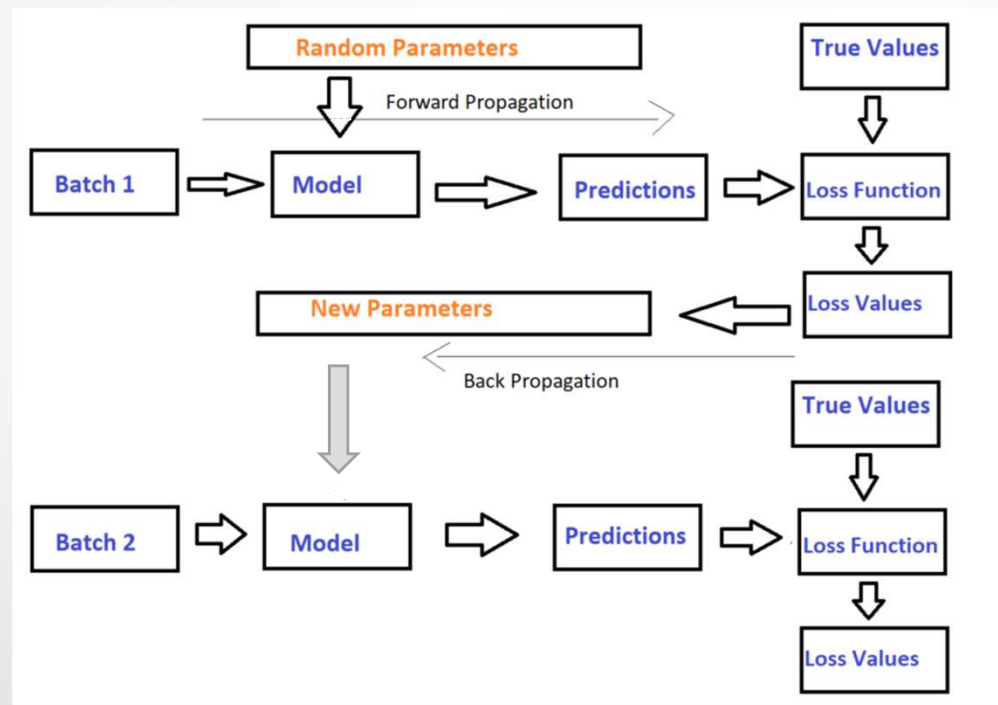 Random Parameters
True Values
Forward Propagation
Batch 1
Model
Predictions
Loss Function
New Parameters
Loss Values
Back Propagation
True Values
Batch 2
Model
Predictions
Loss Function
Loss Values